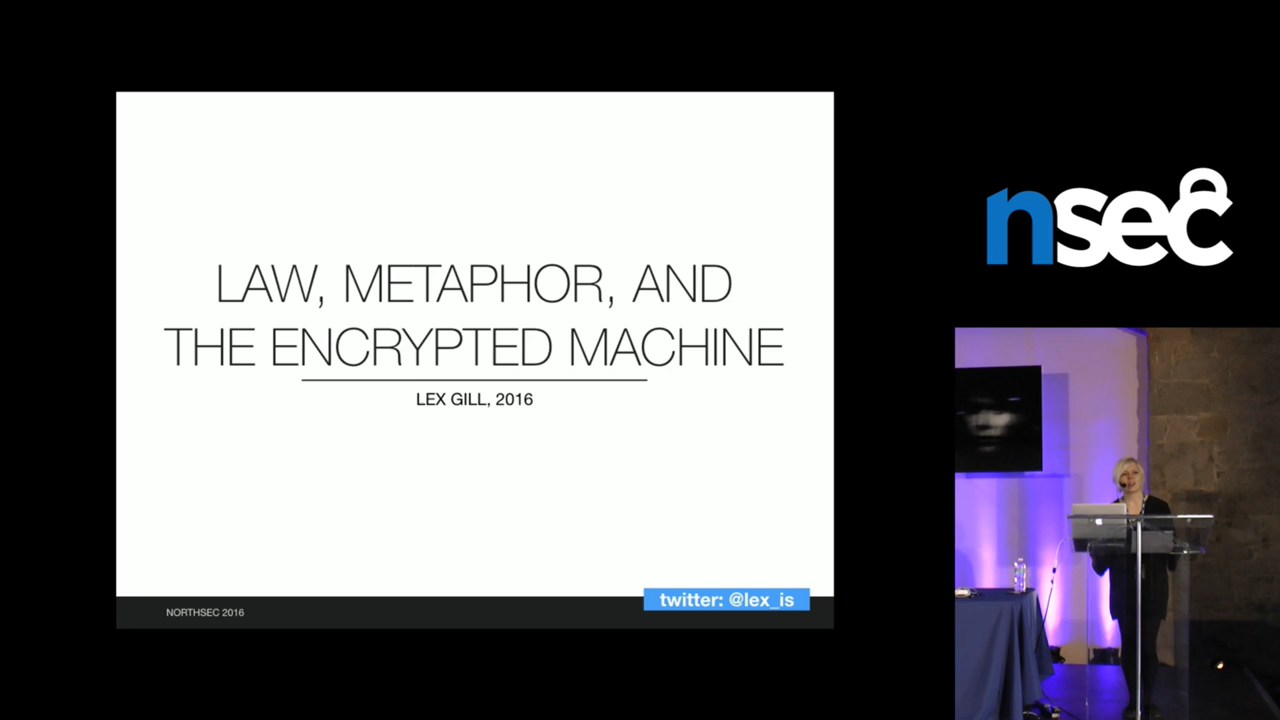 LAW, METAPHOR, AND
THE ENCRYPTED MACHINE
LEX GILL, 2016
NORTHSEC 2016
twitter: @lex_is
nsec